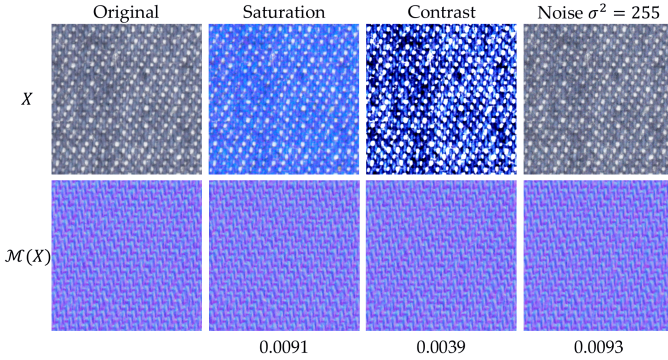 Original Saturation Contrast Noise σ² = 255
X
ℳ(X)
0.0091 0.0039 0.0093